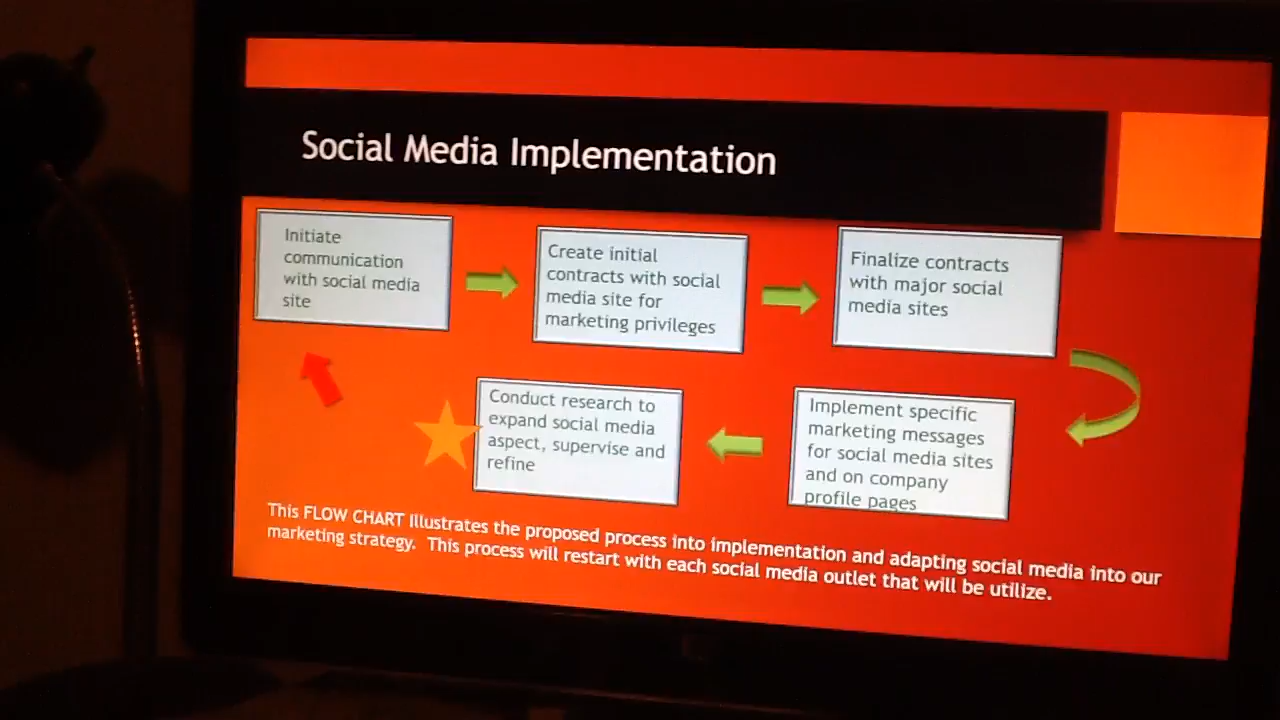 Social Media Implementation
Initiate
communication
with social media
site
Create initial
contracts with social
media site for
marketing privileges
Finalize contracts
with major social
media sites
Implement specific
marketing messages
for social media sites
and on company
profile pages
Conduct research to
expand social media
aspect, supervise and
refine
This FLOW CHART illustrates the proposed process into implementation and adapting social media into our
marketing strategy. This process will restart with each social media outlet that will be utilize.